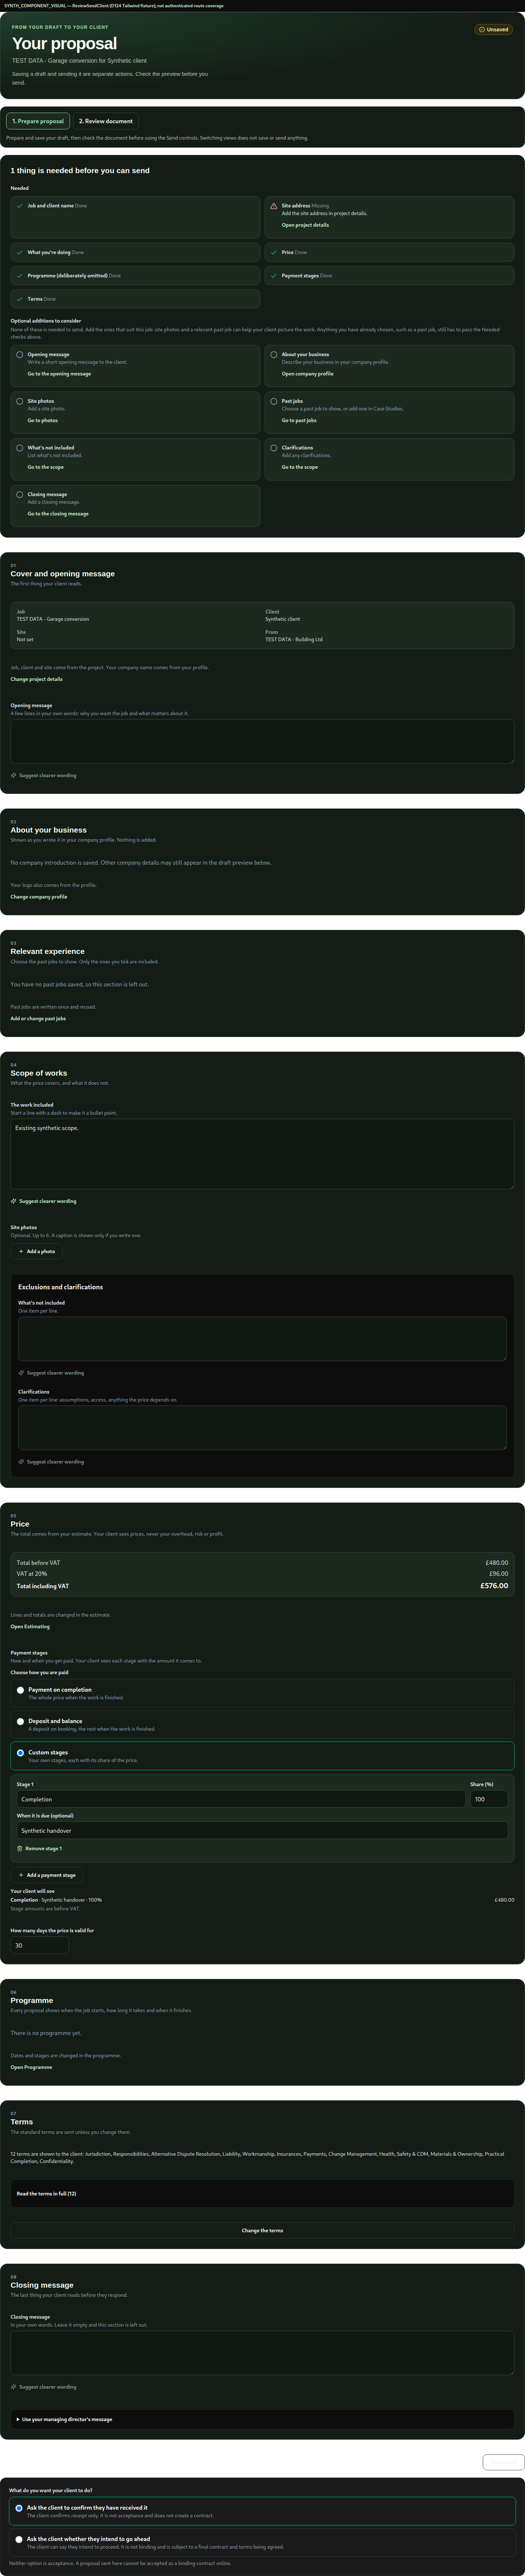 SYNTH_COMPONENT_VISUAL — ReviewSendClient (D124 Tailwind fixture); not authenticated route coverage
FROM YOUR DRAFT TO YOUR CLIENT
Unsaved
Your proposal
TEST DATA - Garage conversion for Synthetic client
Saving a draft and sending it are separate actions. Check the preview before you
send.
1. Prepare proposal
2. Review document
Prepare and save your draft, then check the document before using the Send controls. Switching views does not save or send anything.
1 thing is needed before you can send
Needed
Job and client name Done
Site address Missing
Add the site address in project details.
Open project details
What you're doing Done
Price Done
Programme (deliberately omitted) Done
Payment stages Done
Terms Done
Optional additions to consider
None of these is needed to send. Add the ones that suit this job: site photos and a relevant past job can help your client picture the work. Anything you have already chosen, such as a past job, still has to pass the Needed
checks above.
Opening message
Write a short opening message to the client.
Go to the opening message
About your business
Describe your business in your company profile.
Open company profile
Site photos
Add a site photo.
Go to photos
Past jobs
Choose a past job to show, or add one in Case Studies.
Go to past jobs
What's not included
List what's not included.
Go to the scope
Clarifications
Add any clarifications.
Go to the scope
Closing message
Add a closing message.
Go to the closing message
01
Cover and opening message
The first thing your client reads.
Job
TEST DATA - Garage conversion
Client
Synthetic client
Site
Not set
From
TEST DATA - Building Ltd
Job, client and site come from the project. Your company name comes from your profile.
Change project details
Opening message
A few lines in your own words: why you want the job and what matters about it.
Suggest clearer wording
02
About your business
Shown as you wrote it in your company profile. Nothing is added.
No company introduction is saved. Other company details may still appear in the draft preview below.
Your logo also comes from the profile.
Change company profile
03
Relevant experience
Choose the past jobs to show. Only the ones you tick are included.
You have no past jobs saved, so this section is left out.
Past jobs are written once and reused.
Add or change past jobs
04
Scope of works
What the price covers, and what it does not.
The work included
Start a line with a dash to make it a bullet point.
Existing synthetic scope.
Suggest clearer wording
Site photos
Optional. Up to 6. A caption is shown only if you write one.
Add a photo
Exclusions and clarifications
What's not included
One item per line.
Suggest clearer wording
Clarifications
One item per line: assumptions, access, anything the price depends on.
Suggest clearer wording
05
Price
The total comes from your estimate. Your client sees prices, never your overhead, risk or profit.
Total before VAT £480.00
VAT at 20% £96.00
Total including VAT £576.00
Lines and totals are changed in the estimate.
Open Estimating
Payment stages
How and when you get paid. Your client sees each stage with the amount it comes to.
Choose how you are paid
Payment on completion
The whole price when the work is finished.
Deposit and balance
A deposit on booking, the rest when the work is finished.
Custom stages
Your own stages, each with its share of the price.
Stage 1 Share (%)
Completion 100
When it is due (optional)
Synthetic handover
Remove stage 1
Add a payment stage
Your client will see
Completion · Synthetic handover · 100% £480.00
Stage amounts are before VAT.
How many days the price is valid for
30
06
Programme
Every proposal shows when the job starts, how long it takes and when it finishes.
There is no programme yet.
Dates and stages are changed in the programme.
Open Programme
07
Terms
The standard terms are sent unless you change them.
12 terms are shown to the client: Jurisdiction, Responsibilities, Alternative Dispute Resolution, Liability, Workmanship, Insurances, Payments, Change Management, Health, Safety & CDM, Materials & Ownership, Practical
Completion, Confidentiality.
Read the terms in full (12)
Change the terms
08
Closing message
The last thing your client reads before they respond.
Closing message
In your own words. Leave it empty and this section is left out.
Suggest clearer wording
Use your managing director's message
What do you want your client to do?
Ask the client to confirm they have received it
The client confirms receipt only. It is not acceptance and does not create a contract.
Ask the client whether they intend to go ahead
The client can say they intend to proceed. It is not binding and is subject to a final contract and terms being agreed.
Neither option is acceptance. A proposal sent here cannot be accepted as a binding contract online.